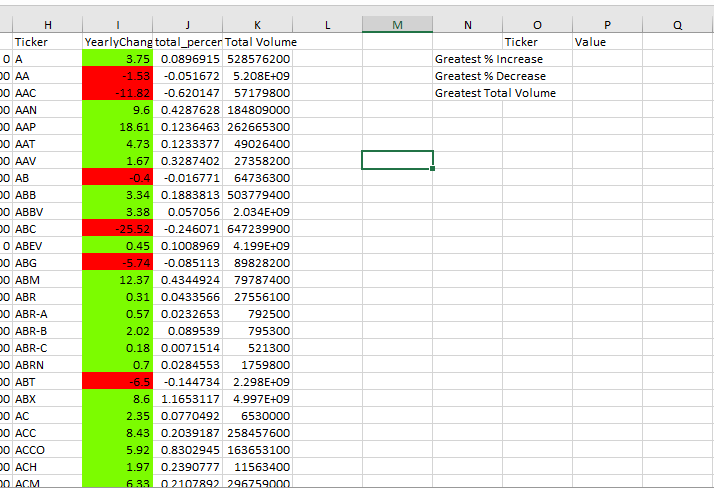 H I J K L M N O P Q
Ticker YearlyChang total_percer Total Volume Ticker Value
0 A 3.75 0.0896915 528576200 Greatest % Increase
00 AA -1.53 -0.051672 5.208E+09 Greatest % Decrease
00 AAC -11.82 -0.620147 57179800 Greatest Total Volume
00 AAN 9.6 0.4287628 184809000
00 AAP 18.61 0.1236463 262665300
00 AAT 4.73 0.1233377 49026400
00 AAV 1.67 0.3287402 27358200
00 AB -0.4 -0.016771 64736300
00 ABB 3.34 0.1883813 503779400
00 ABBV 3.38 0.057056 2.034E+09
00 ABC -25.52 -0.246071 647239900
0 ABEV 0.45 0.1008969 4.199E+09
00 ABG -5.74 -0.085113 89828200
00 ABM 12.37 0.4344924 79787400
00 ABR 0.31 0.0433566 27556100
00 ABR-A 0.57 0.0232653 792500
00 ABR-B 2.02 0.089539 795300
00 ABR-C 0.18 0.0071514 521300
00 ABRN 0.7 0.0284553 1759800
00 ABT -6.5 -0.144734 2.298E+09
00 ABX 8.6 1.1653117 4.997E+09
00 AC 2.35 0.0770492 6530000
00 ACC 8.43 0.2039187 258457600
00 ACCO 5.92 0.8302945 163653100
00 ACH 1.97 0.2390777 11563400
00 ACM 6.33 0.2107892 296759000